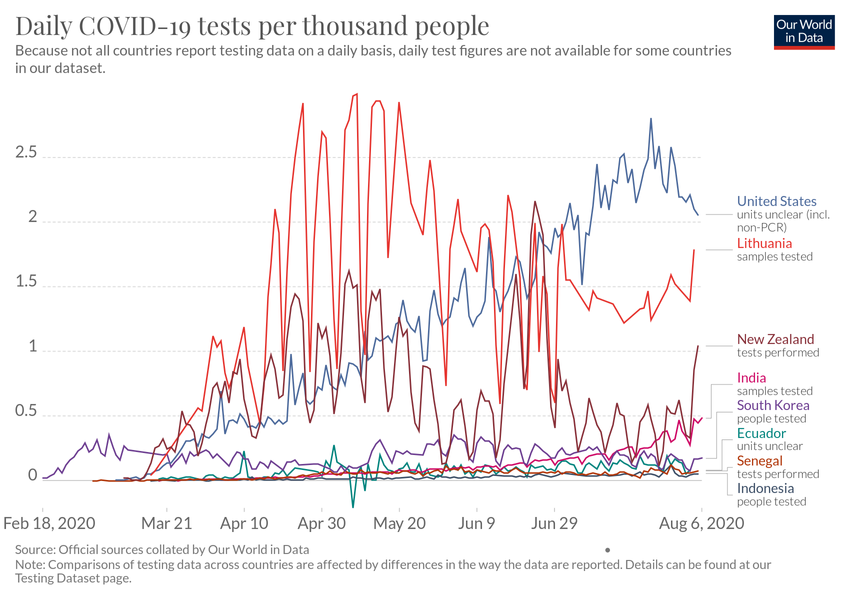 Daily COVID-19 tests per thousand people
Our World
in Data
Because not all countries report testing data on a daily basis, daily test figures are not available for some countries
in our dataset.
2.5
2
1.5
1
0.5
0
United States
units unclear (incl.
non-PCR)
Lithuania
samples tested
New Zealand
tests performed
India
samples tested
South Korea
people tested
Ecuador
units unclear
Senegal
tests performed
Indonesia
people tested
Feb 18, 2020
Mar 21
Apr 10
Apr 30
May 20
Jun 9
Jun 29
Aug 6, 2020
Source: Official sources collated by Our World in Data
Note: Comparisons of testing data across countries are affected by differences in the way the data are reported. Details can be found at our
Testing Dataset page.